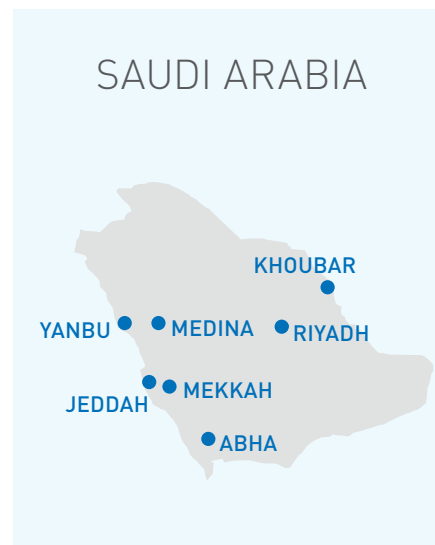 SAUDI ARABIA
KHOUBAR
YANBU
MEDINA
RIYADH
JEDDAH
MEKKAH
ABHA